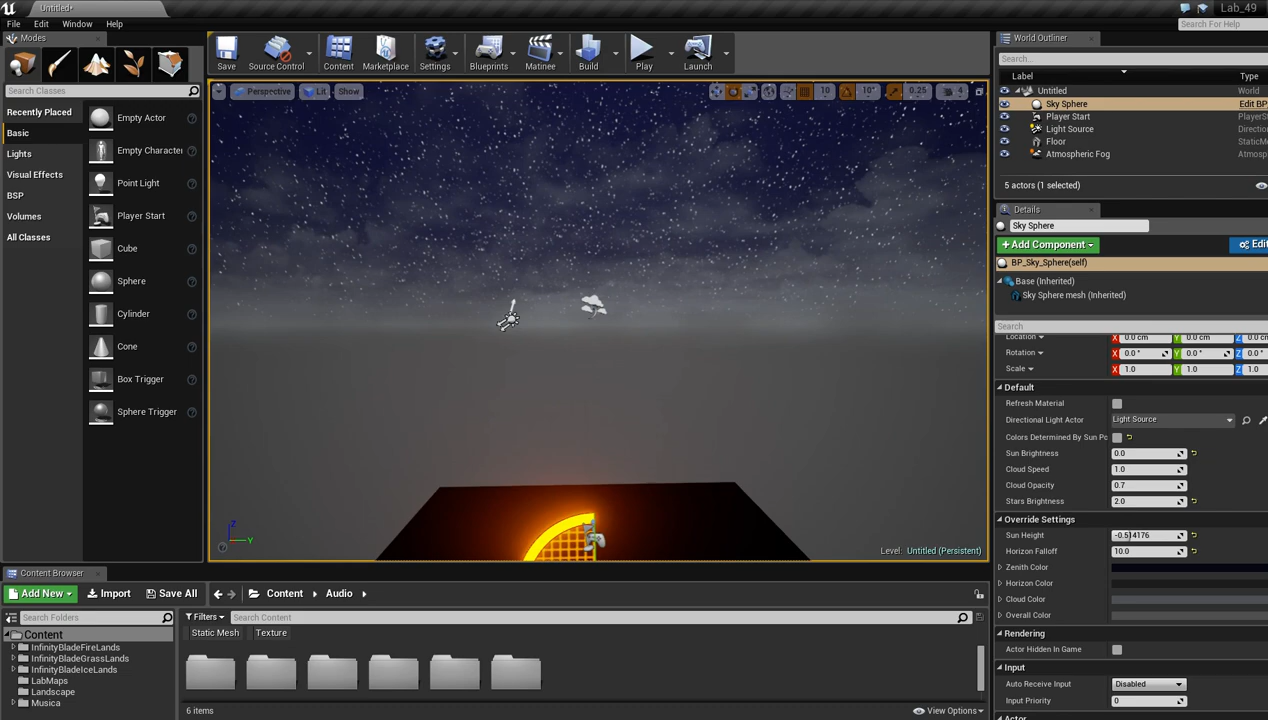 Untitled*
Lab_49
File Edit Window Help
Search For Help
Modes
Search Classes
Recently Placed
Basic
Lights
Visual Effects
BSP
Volumes
All Classes
Empty Actor
Empty Character
Point Light
Player Start
Cube
Sphere
Cylinder
Cone
Box Trigger
Sphere Trigger
Save
Source Control
Content
Marketplace
Settings
Blueprints
Matinee
Build
Play
Launch
Perspective Lit Show
10 10° 0.25 4
Z
Y
Level: Untitled (Persistent)
World Outliner
Search...
Label Type
Untitled World
Sky Sphere Edit BP
Player Start PlayerS
Light Source Directio
Floor StaticM
Atmospheric Fog Atmosp
5 actors (1 selected)
Details
Sky Sphere
Add Component Edit
BP_Sky_Sphere(self)
Base (Inherited)
Sky Sphere mesh (Inherited)
Search
Location X 0.0 cm Y 0.0 cm Z 0.0 cm
Rotation X 0.0° Y 0.0° Z 0.0°
Scale X 1.0 Y 1.0 Z 1.0
Default
Refresh Material
Directional Light Actor Light Source
Colors Determined By Sun Po
Sun Brightness 0.0
Cloud Speed 1.0
Cloud Opacity 0.7
Stars Brightness 2.0
Override Settings
Sun Height -0.514176
Horizon Falloff 10.0
Zenith Color
Horizon Color
Cloud Color
Overall Color
Rendering
Actor Hidden In Game
Input
Auto Receive Input Disabled
Input Priority 0
Actor
Content Browser
Add New Import Save All Content Audio
Search Folders
Filters Search Content
Static Mesh Texture
Content
InfinityBladeFireLands
InfinityBladeGrassLands
InfinityBladeIceLands
LabMaps
Landscape
Musica
6 items
View Options